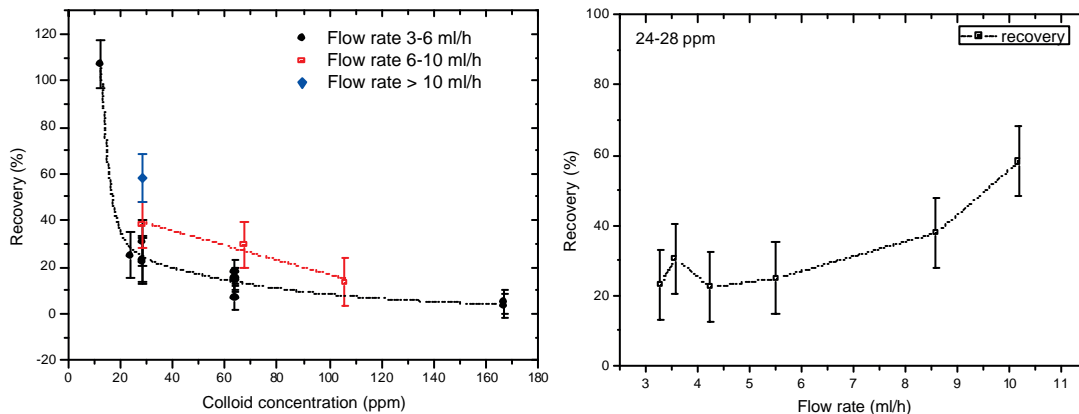 Flow rate 3-6 ml/h
Flow rate 6-10 ml/h
Flow rate > 10 ml/h
120
100
80
60
40
20
0
-20
Recovery (%)
0 20 40 60 80 100 120 140 160 180
Colloid concentration (ppm)
24-28 ppm
recovery
100
80
60
40
20
0
Recovery (%)
3 4 5 6 7 8 9 10 11
Flow rate (ml/h)